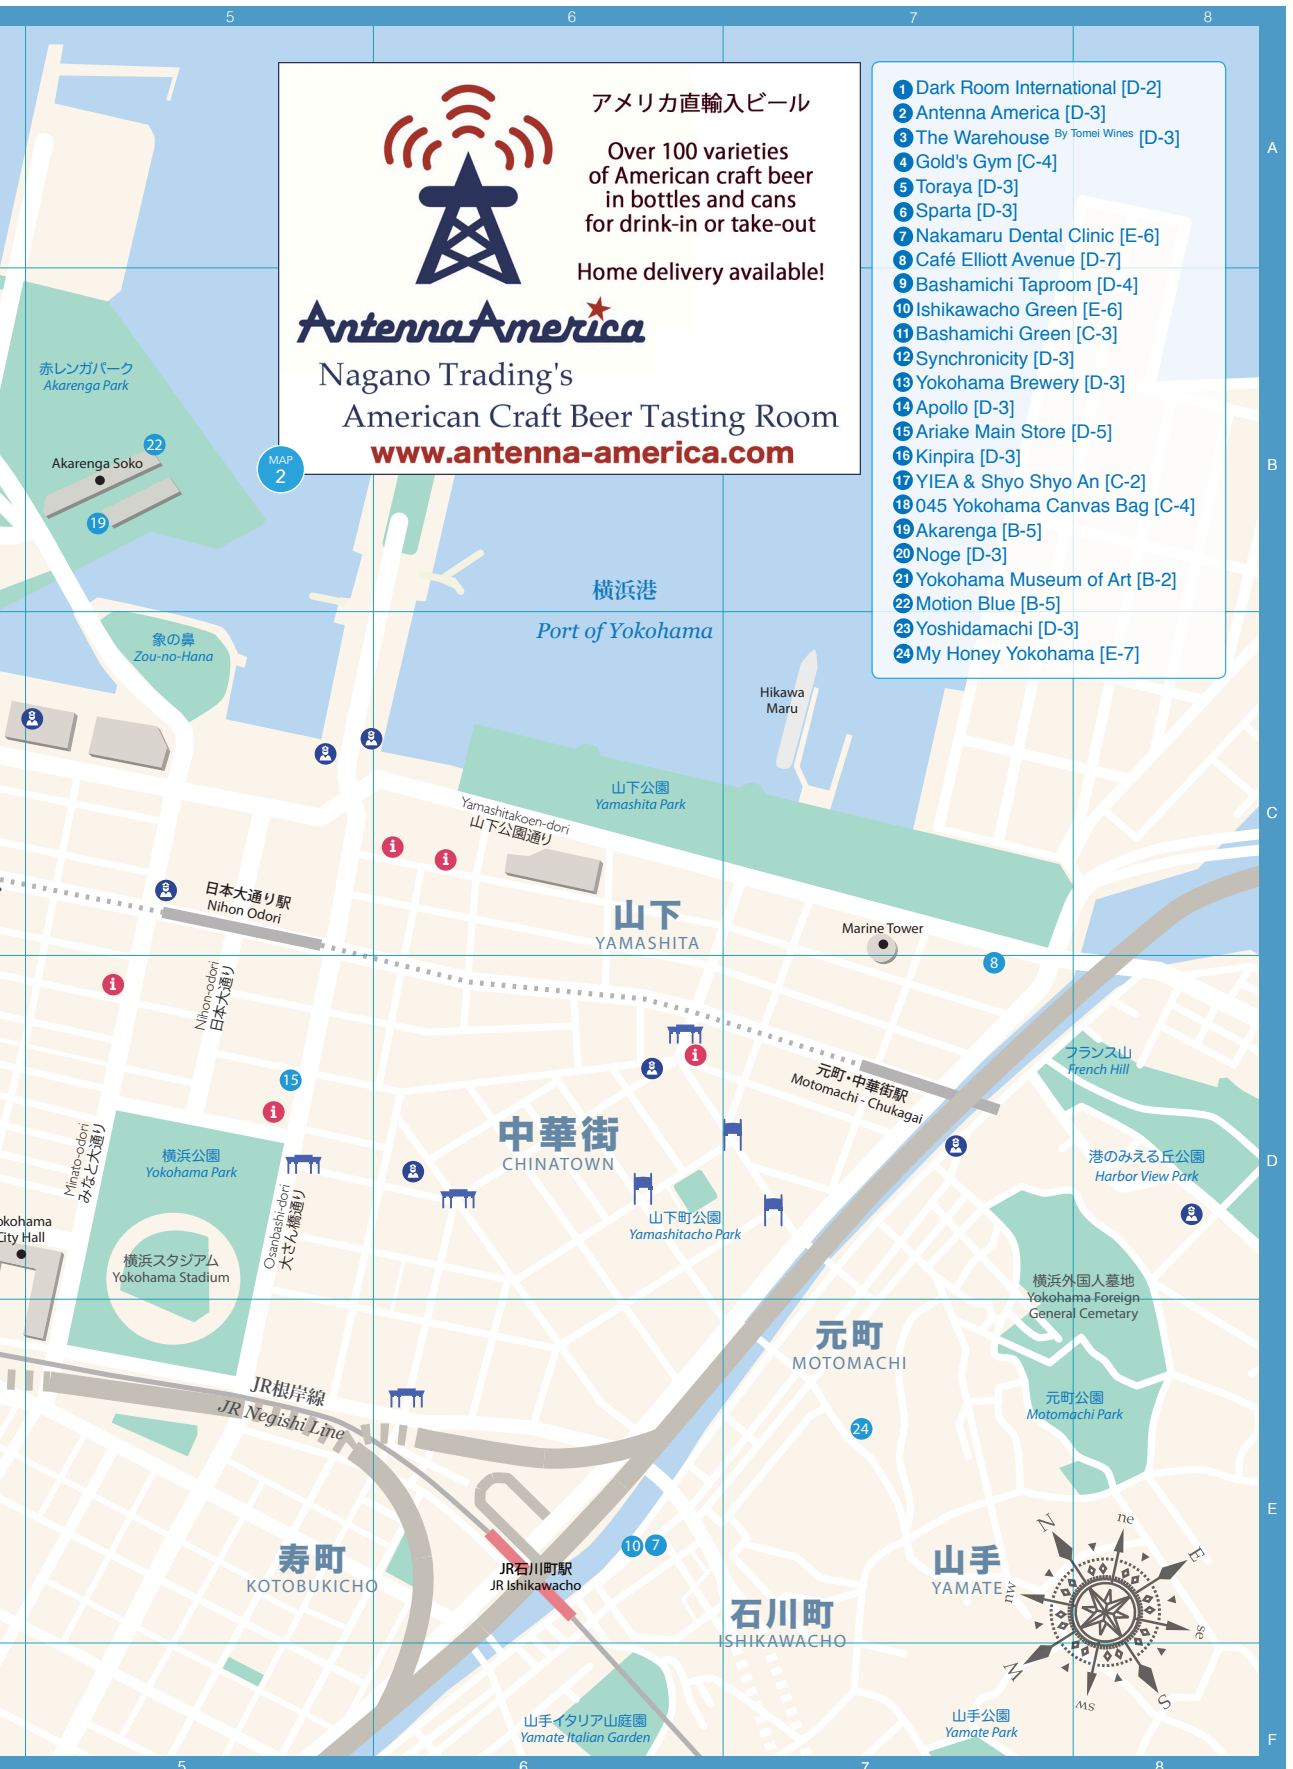 5
6
7
8
アメリカ直輸入ビール
Over 100 varieties
of American craft beer
in bottles and cans
for drink-in or take-out
Home delivery available!
Antenna America
Nagano Trading's
American Craft Beer Tasting Room
www.antenna-america.com
MAP
2
1 Dark Room International [D-2]
2 Antenna America [D-3]
3 The Warehouse By Tomei Wines [D-3]
4 Gold's Gym [C-4]
5 Toraya [D-3]
6 Sparta [D-3]
7 Nakamaru Dental Clinic [E-6]
8 Café Elliott Avenue [D-7]
9 Bashamichi Taproom [D-4]
10 Ishikawacho Green [E-6]
11 Bashamichi Green [C-3]
12 Synchronicity [D-3]
13 Yokohama Brewery [D-3]
14 Apollo [D-3]
15 Ariake Main Store [D-5]
16 Kinpira [D-3]
17 YIEA & Shyo Shyo An [C-2]
18 045 Yokohama Canvas Bag [C-4]
19 Akarenga [B-5]
20 Noge [D-3]
21 Yokohama Museum of Art [B-2]
22 Motion Blue [B-5]
23 Yoshidamachi [D-3]
24 My Honey Yokohama [E-7]
A
赤レンガパーク
Akarenga Park
22
Akarenga Soko
19
B
横浜港
Port of Yokohama
象の鼻
Zou-no-Hana
Hikawa
Maru
山下公園
Yamashita Park
Yamashitakoen-dori
山下公園通り
C
日本大通り駅
Nihon Odori
山下
YAMASHITA
Marine Tower
8
Nihon-odori
日本大通り
15
フランス山
French Hill
元町・中華街駅
Motomachi - Chukagai
中華街
CHINATOWN
Minato-odori
みなと大通り
横浜公園
Yokohama Park
港のみえる丘公園
Harbor View Park
D
Osanbashi-dori
大さん橋通り
山下町公園
Yamashitacho Park
okohama
City Hall
横浜スタジアム
Yokohama Stadium
横浜外国人墓地
Yokohama Foreign
General Cemetary
元町
MOTOMACHI
JR根岸線
JR Negishi Line
元町公園
Motomachi Park
24
E
10
7
寿町
KOTOBUKICHO
JR石川町駅
JR Ishikawacho
山手
YAMATE
石川町
ISHIKAWACHO
N
ne
E
se
S
sw
W
nw
山手イタリア山庭園
Yamate Italian Garden
山手公園
Yamate Park
F
5
6
7
8